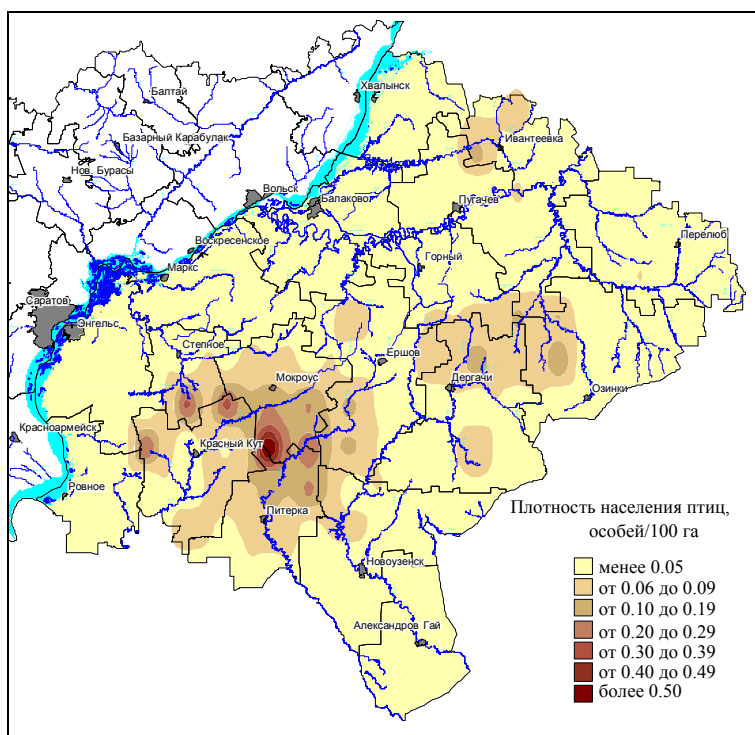 Хвалынск
Балтай
Базарный Карабулак
Ивантеевка
Нов. Бурасы
Вольск
Балаково
Пугачев
Воскресенское
Перелюб
Горный
Маркс
Саратов
Энгельс
Степное
Ершов
Мокроус
Дергачи
Озинки
Красноармейск
Красный Кут
Ровное
Питерка
Новоузенск
Александров Гай
Плотность населения птиц,
особей/100 га
менее 0.05
от 0.06 до 0.09
от 0.10 до 0.19
от 0.20 до 0.29
от 0.30 до 0.39
от 0.40 до 0.49
более 0.50